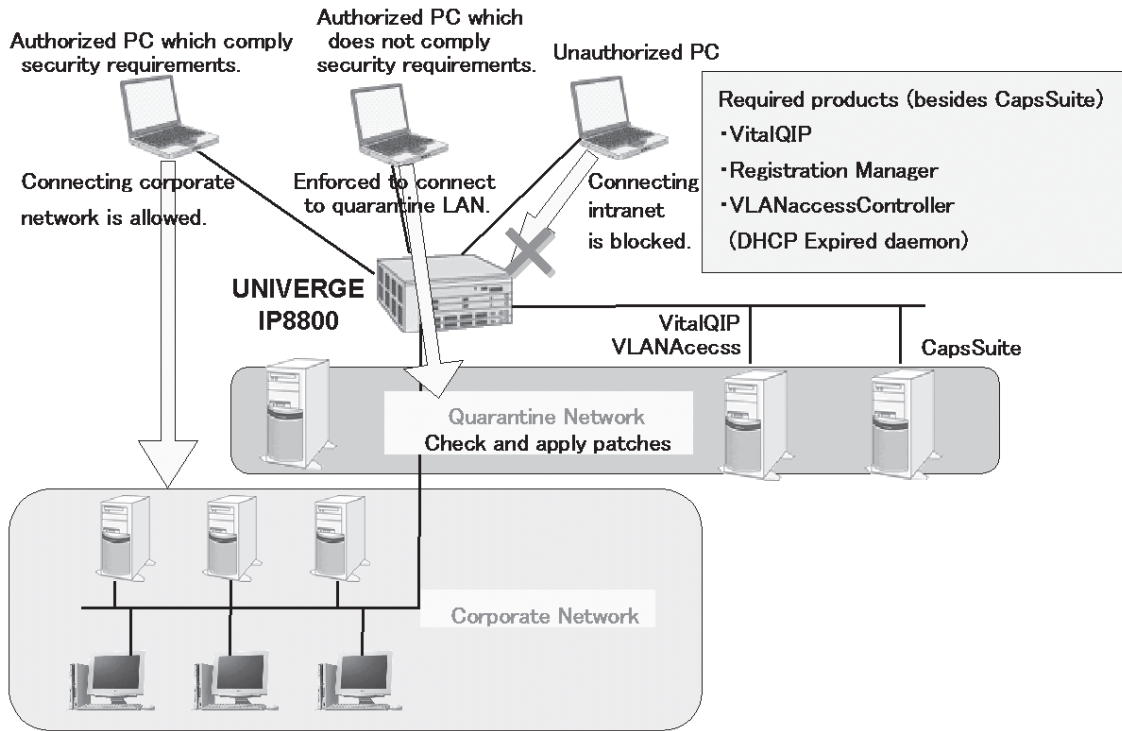 Authorized PC which comply
security requirements.
Authorized PC which
does not comply
security requirements.
Unauthorized PC
Required products (besides CapsSuite)
・VitalQIP
・Registration Manager
・VLANaccessController
(DHCP Expired daemon)
Connecting corporate
network is allowed.
Enforced to connect
to quarantine LAN.
Connecting
intranet
is blocked.
UNIVERGE
IP8800
VitalQIP
VLANAcecss
CapsSuite
Quarantine Network
Check and apply patches
Corporate Network